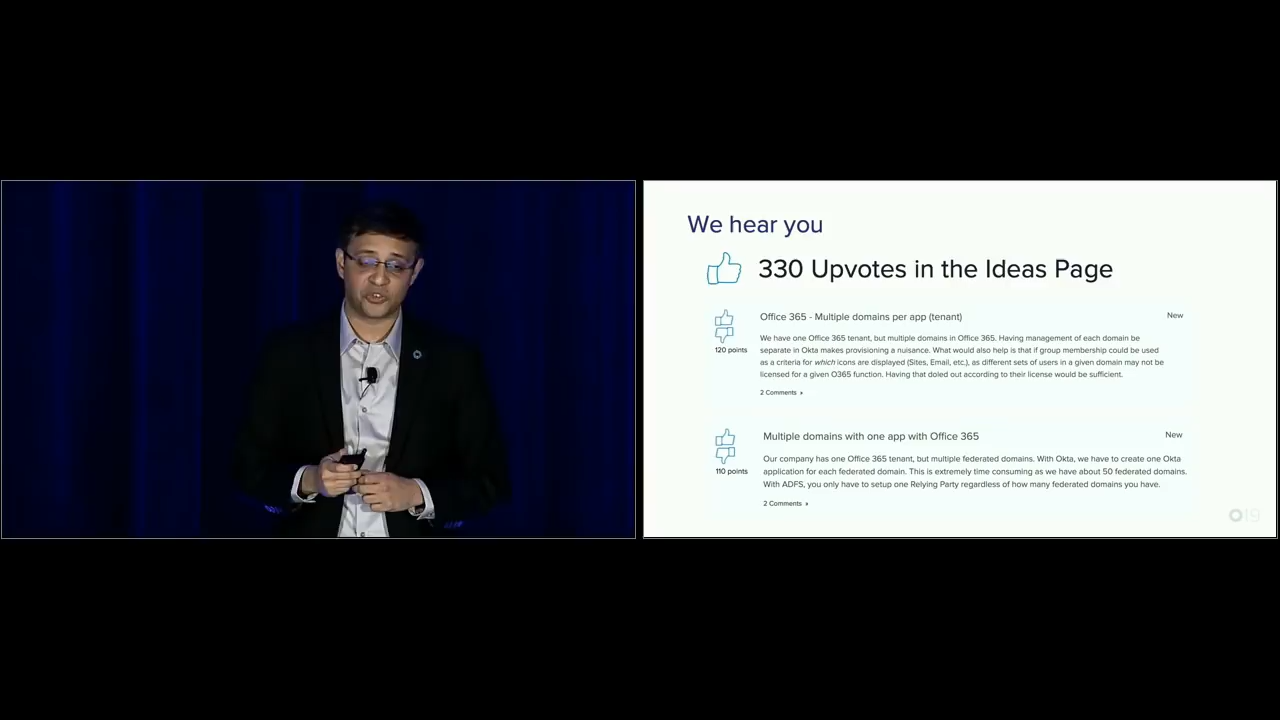 We hear you
330 Upvotes in the Ideas Page
Office 365 - Multiple domains per app (tenant)
New
We have one Office 365 tenant, but multiple domains in Office 365. Having management of each domain be
separate in Okta makes provisioning a nuisance. What would also help is that if group membership could be used
as a criteria for which icons are displayed (Sites, Email, etc.), as different sets of users in a given domain may not be
licensed for a given O365 function. Having that doled out according to their license would be sufficient.
120 points
2 Comments »
Multiple domains with one app with Office 365
New
Our company has one Office 365 tenant, but multiple federated domains. With Okta, we have to create one Okta
application for each federated domain. This is extremely time consuming as we have about 50 federated domains.
With ADFS, you only have to setup one Relying Party regardless of how many federated domains you have.
110 points
2 Comments »
O19